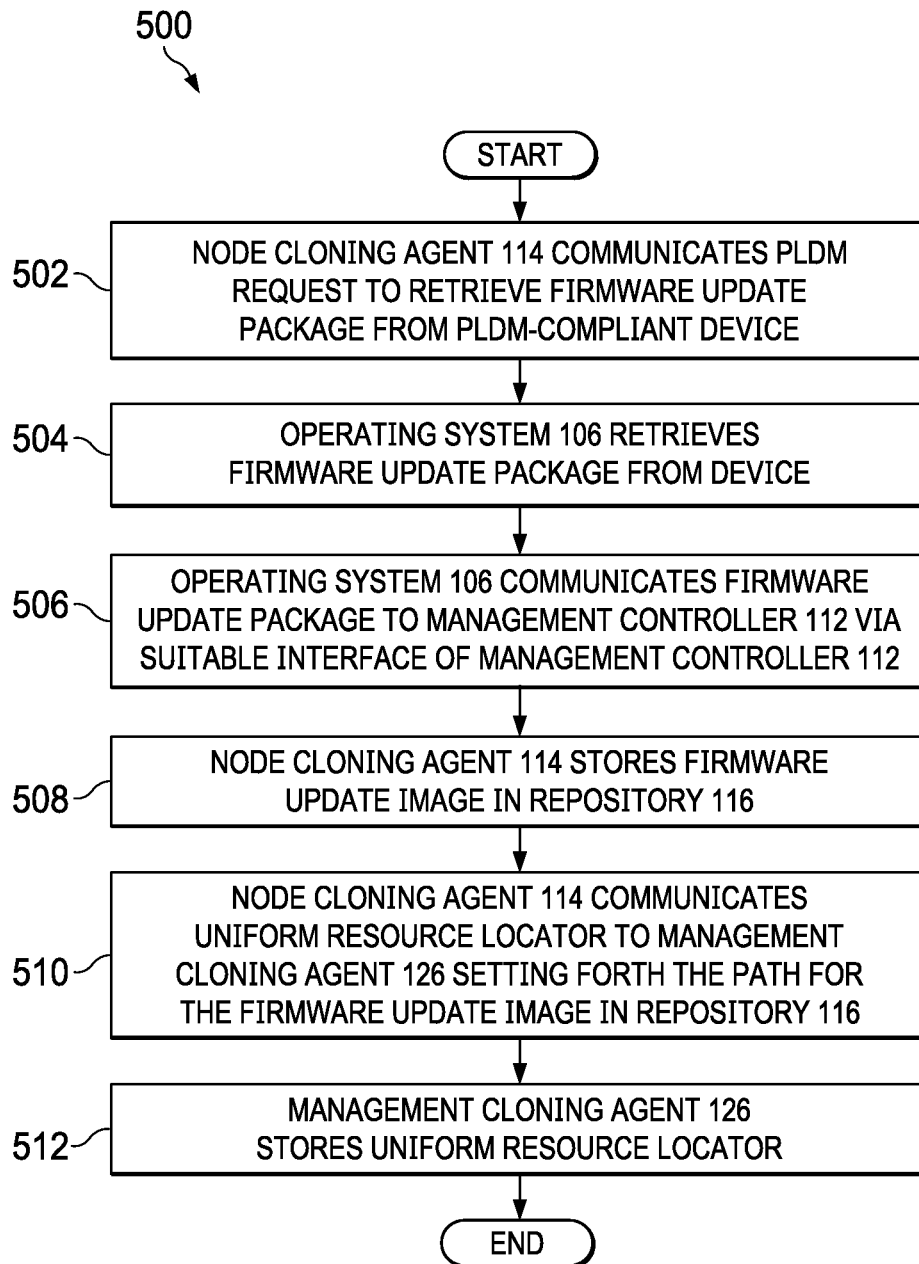 500
START
502
NODE CLONING AGENT 114 COMMUNICATES PLDM
REQUEST TO RETRIEVE FIRMWARE UPDATE
PACKAGE FROM PLDM-COMPLIANT DEVICE
504
OPERATING SYSTEM 106 RETRIEVES
FIRMWARE UPDATE PACKAGE FROM DEVICE
506
OPERATING SYSTEM 106 COMMUNICATES FIRMWARE
UPDATE PACKAGE TO MANAGEMENT CONTROLLER 112 VIA
SUITABLE INTERFACE OF MANAGEMENT CONTROLLER 112
508
NODE CLONING AGENT 114 STORES FIRMWARE
UPDATE IMAGE IN REPOSITORY 116
510
NODE CLONING AGENT 114 COMMUNICATES
UNIFORM RESOURCE LOCATOR TO MANAGEMENT
CLONING AGENT 126 SETTING FORTH THE PATH FOR
THE FIRMWARE UPDATE IMAGE IN REPOSITORY 116
512
MANAGEMENT CLONING AGENT 126
STORES UNIFORM RESOURCE LOCATOR
END